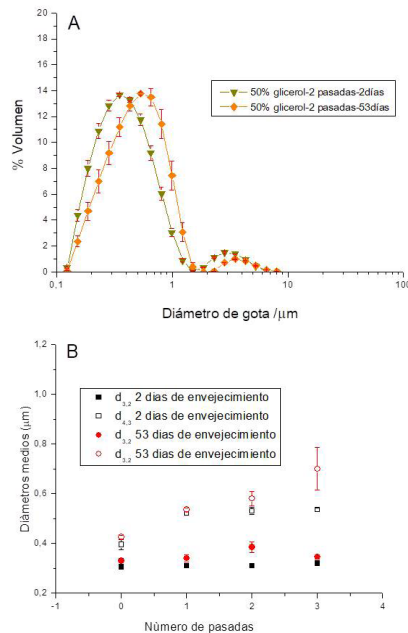 A
% Volumen
16
14
12
10
8
6
4
2
0
50% glicerol-2 pasadas-2días
50% glicerol-2 pasadas-53días
0,1 1 10 100
Diámetro de gota /μm
B
Diámetros medios (μm)
1,2
1,0
0,8
0,6
0,4
0,2
d3,2 2 dias de envejecimiento
d4,3 2 dias de envejecimiento
d3,2 53 dias de envejecimiento
d3,2 53 dias de envejecimiento
-1 0 1 2 3 4
Número de pasadas